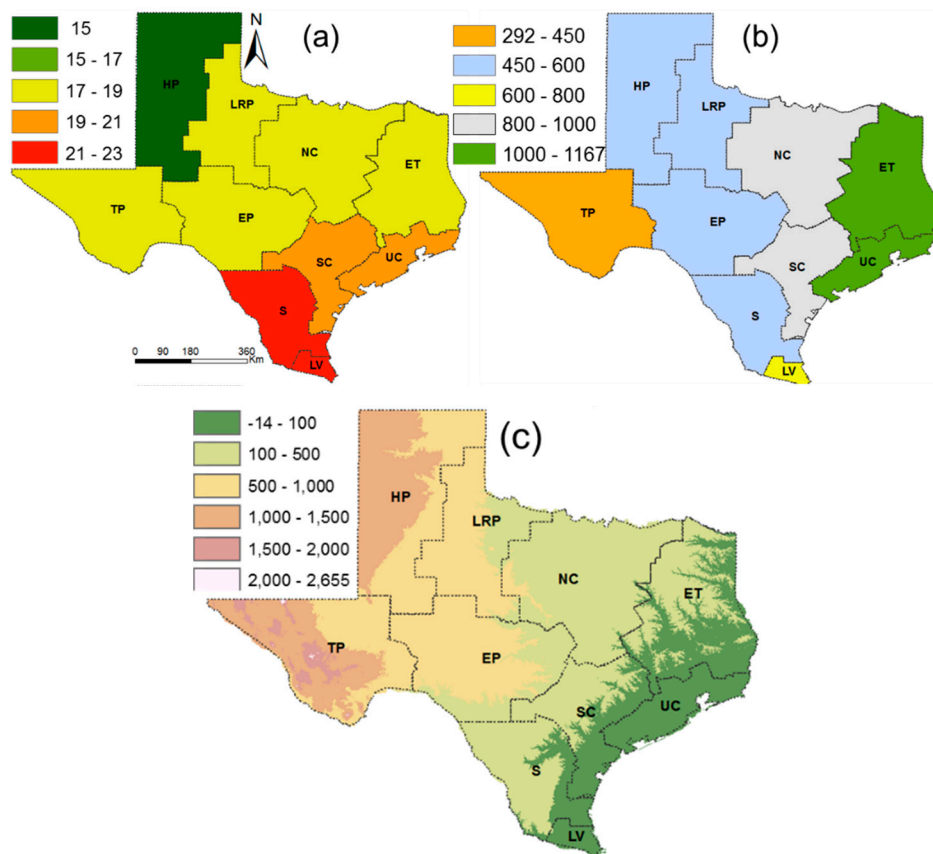 (a)
N
15
15 - 17
17 - 19
19 - 21
21 - 23
HP
LRP
NC
ET
TP
EP
SC
UC
S
LV
0 90 180 360
Km
(b)
292 - 450
450 - 600
600 - 800
800 - 1000
1000 - 1167
HP
LRP
NC
ET
TP
EP
SC
UC
S
LV
(c)
-14 - 100
100 - 500
500 - 1,000
1,000 - 1,500
1,500 - 2,000
2,000 - 2,655
HP
LRP
NC
ET
TP
EP
SC
UC
S
LV